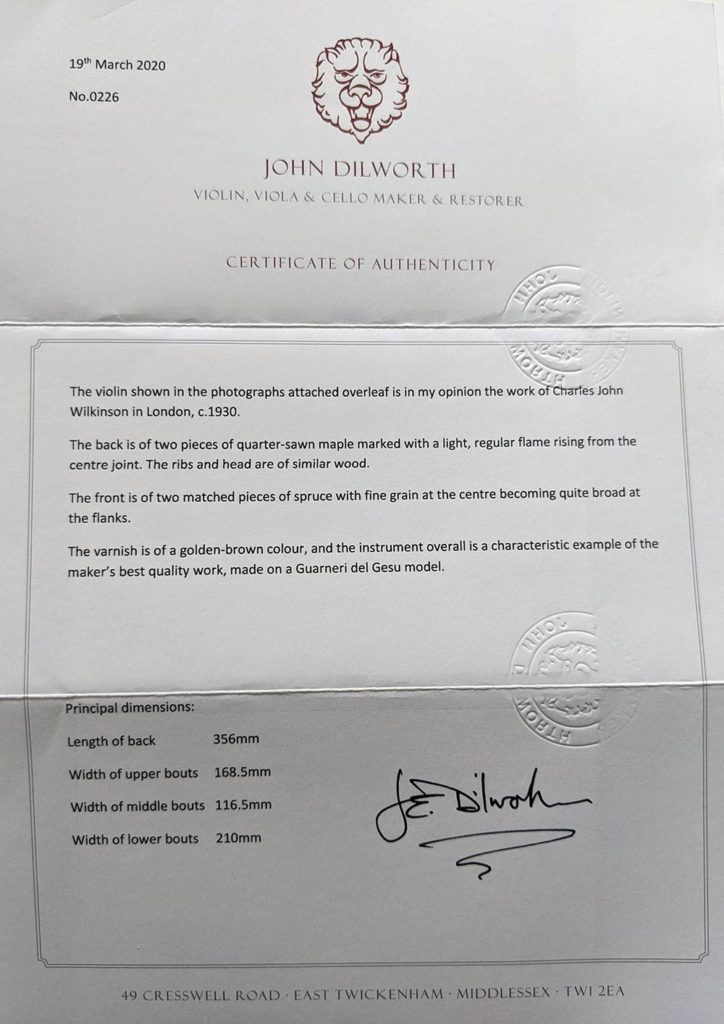 19th March 2020
No.0226
JOHN DILWORTH
VIOLIN, VIOLA & CELLO MAKER & RESTORER
CERTIFICATE OF AUTHENTICITY
The violin shown in the photographs attached overleaf is in my opinion the work of Charles John
Wilkinson in London, c.1930.
The back is of two pieces of quarter-sawn maple marked with a light, regular flame rising from the
centre joint. The ribs and head are of similar wood.
The front is of two matched pieces of spruce with fine grain at the centre becoming quite broad at
the flanks.
The varnish is of a golden-brown colour, and the instrument overall is a characteristic example of the
maker's best quality work, made on a Guarneri del Gesu model.
Principal dimensions:
Length of back 356mm
Width of upper bouts 168.5mm
Width of middle bouts 116.5mm
Width of lower bouts 210mm
J.E. Dilworth
49 CRESSWELL ROAD · EAST TWICKENHAM · MIDDLESSEX · TW1 2EA